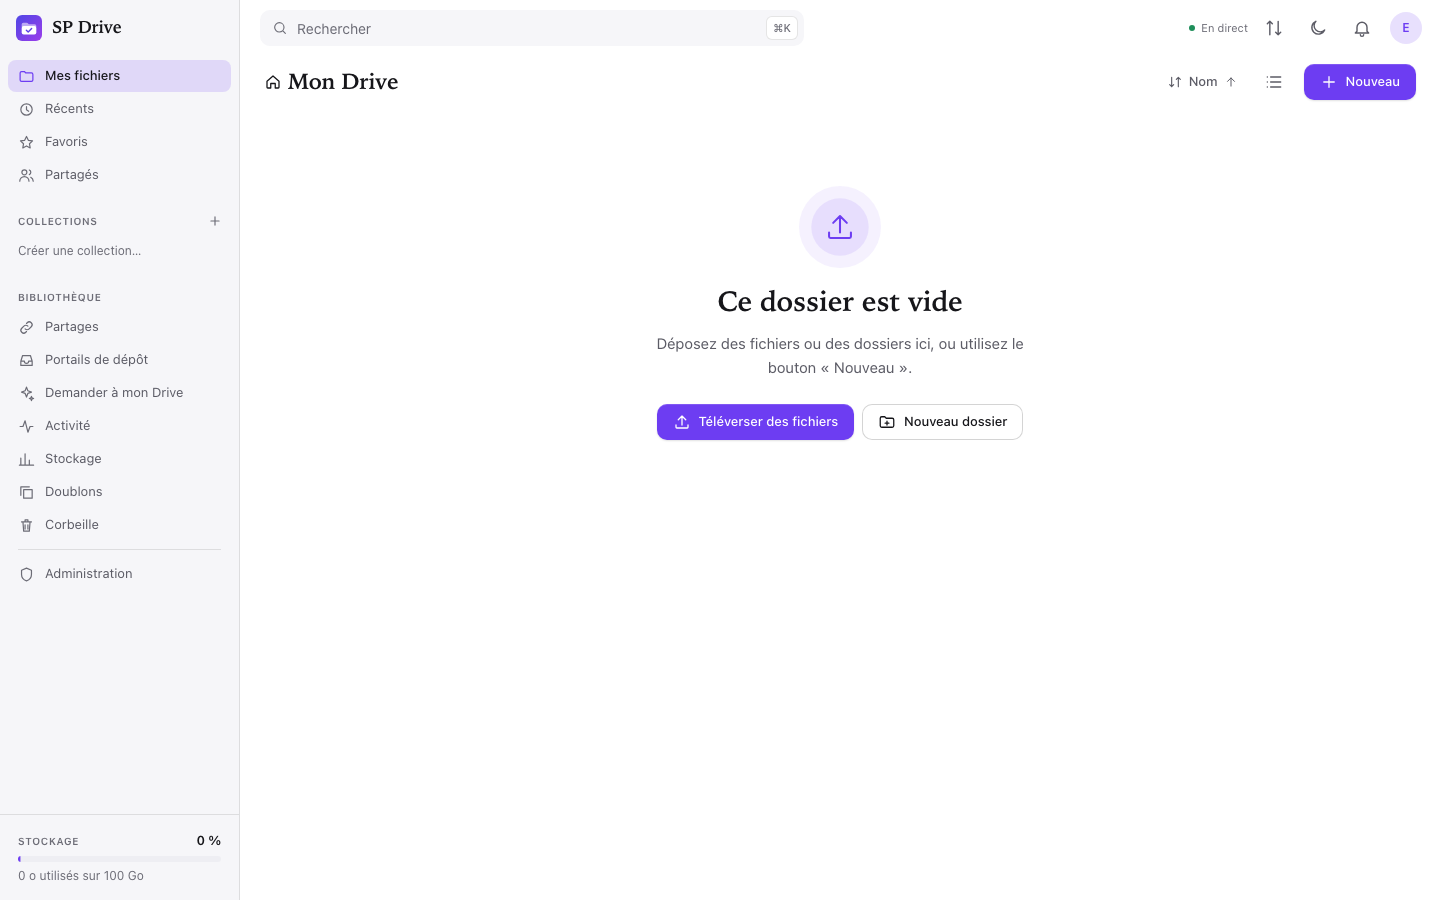 SP Drive
Rechercher
⌘K
En direct
E
Mes fichiers
Récents
Favoris
Partagés
COLLECTIONS
Créer une collection...
BIBLIOTHÈQUE
Partages
Portails de dépôt
Demander à mon Drive
Activité
Stockage
Doublons
Corbeille
Administration
STOCKAGE 0 %
0 o utilisés sur 100 Go
Mon Drive
Nom
Nouveau
Ce dossier est vide
Déposez des fichiers ou des dossiers ici, ou utilisez le
bouton « Nouveau ».
Téléverser des fichiers
Nouveau dossier